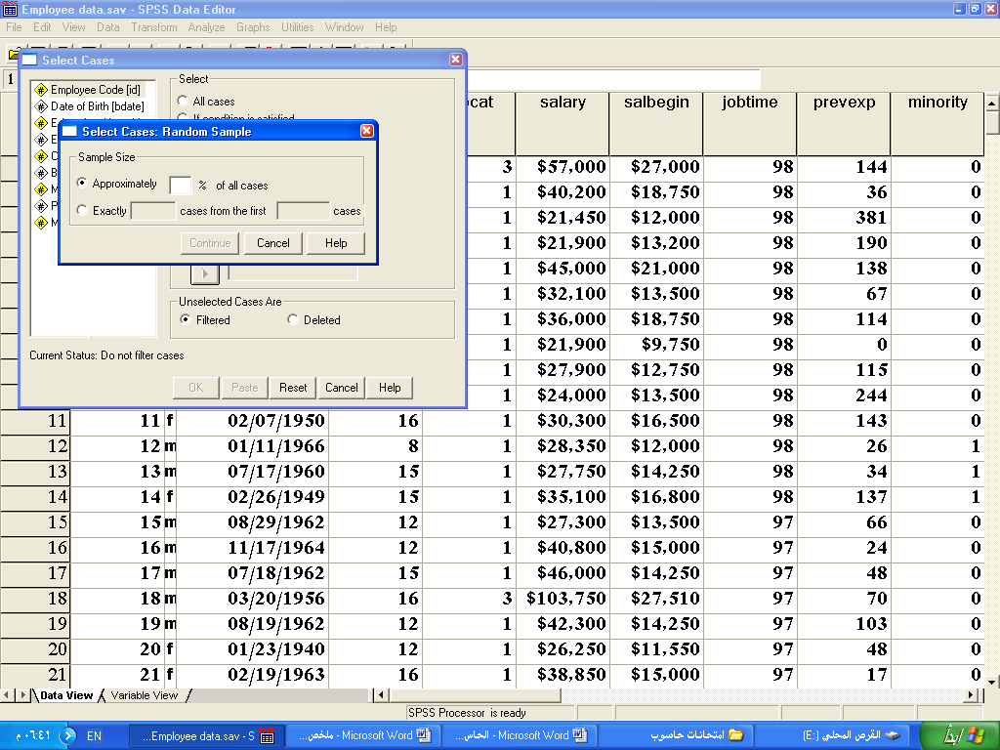 Employee data.sav - SPSS Data Editor
File Edit View Data Transform Analyze Graphs Utilities Window Help
1
Select Cases
Employee Code [id]
Date of Birth [bdate]
Select
All cases
If condition is satisfied
Select Cases: Random Sample
Sample Size
Approximately % of all cases
Exactly cases from the first cases
Continue Cancel Help
Unselected Cases Are
Filtered Deleted
Current Status: Do not filter cases
OK Paste Reset Cancel Help
cat salary salbegin jobtime prevexp minority
3 $57,000 $27,000 98 144 0
1 $40,200 $18,750 98 36 0
1 $21,450 $12,000 98 381 0
1 $21,900 $13,200 98 190 0
1 $45,000 $21,000 98 138 0
1 $32,100 $13,500 98 67 0
1 $36,000 $18,750 98 114 0
1 $21,900 $9,750 98 0 0
1 $27,900 $12,750 98 115 0
1 $24,000 $13,500 98 244 0
11 11 f 02/07/1950 16 1 $30,300 $16,500 98 143 0
12 12 m 01/11/1966 8 1 $28,350 $12,000 98 26 1
13 13 m 07/17/1960 15 1 $27,750 $14,250 98 34 1
14 14 f 02/26/1949 15 1 $35,100 $16,800 98 137 1
15 15 m 08/29/1962 12 1 $27,300 $13,500 97 66 0
16 16 m 11/17/1964 12 1 $40,800 $15,000 97 24 0
17 17 m 07/18/1962 15 1 $46,000 $14,250 97 48 0
18 18 m 03/20/1956 16 3 $103,750 $27,510 97 70 0
19 19 m 08/19/1962 12 1 $42,300 $14,250 97 103 0
20 20 f 01/23/1940 12 1 $26,250 $11,550 97 48 0
21 21 f 02/19/1963 16 1 $38,850 $15,000 97 17 0
Data View Variable View
SPSS Processor is ready
٠٦:٤١ م EN ...Employee data.sav - S ...ملخص - Microsoft Word ...الحاس - Microsoft Word امتحانات حاسوب القرص المحلي (E:) ابدأ